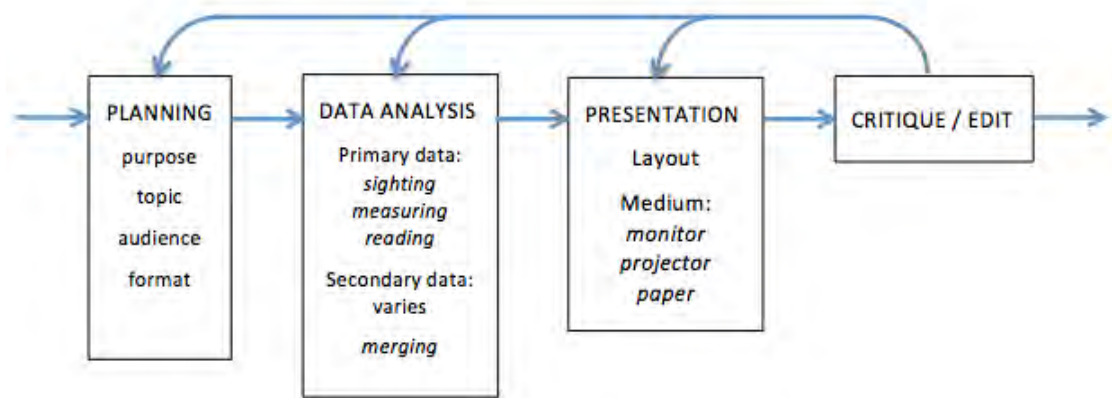 PLANNING
purpose
topic
audience
format
DATA ANALYSIS
Primary data:
sighting
measuring
reading
Secondary data:
varies
merging
PRESENTATION
Layout
Medium:
monitor
projector
paper
CRITIQUE / EDIT